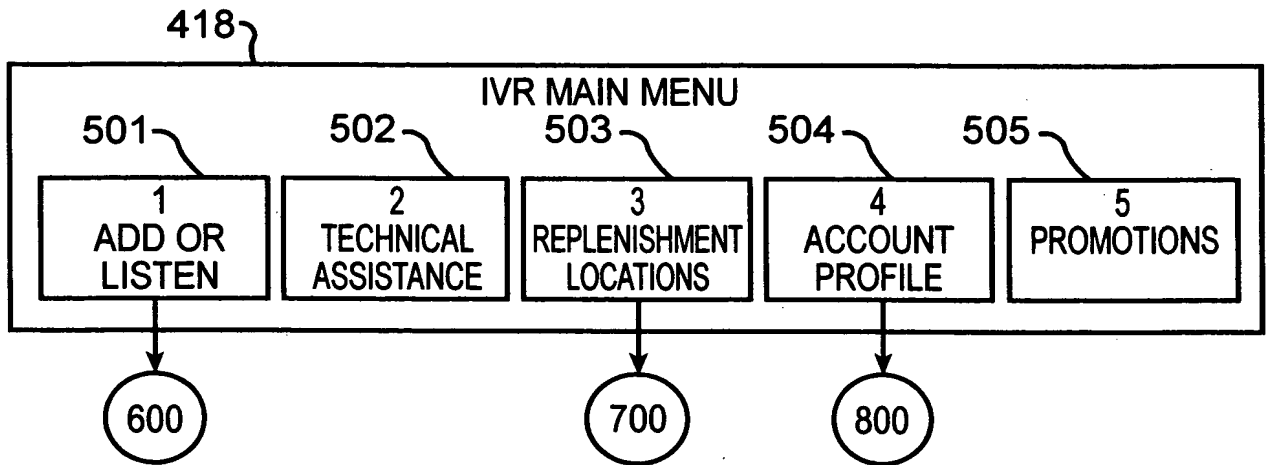 418
IVR MAIN MENU
501
502
503
504
505
1
ADD OR
LISTEN
2
TECHNICAL
ASSISTANCE
3
REPLENISHMENT
LOCATIONS
4
ACCOUNT
PROFILE
5
PROMOTIONS
600
700
800